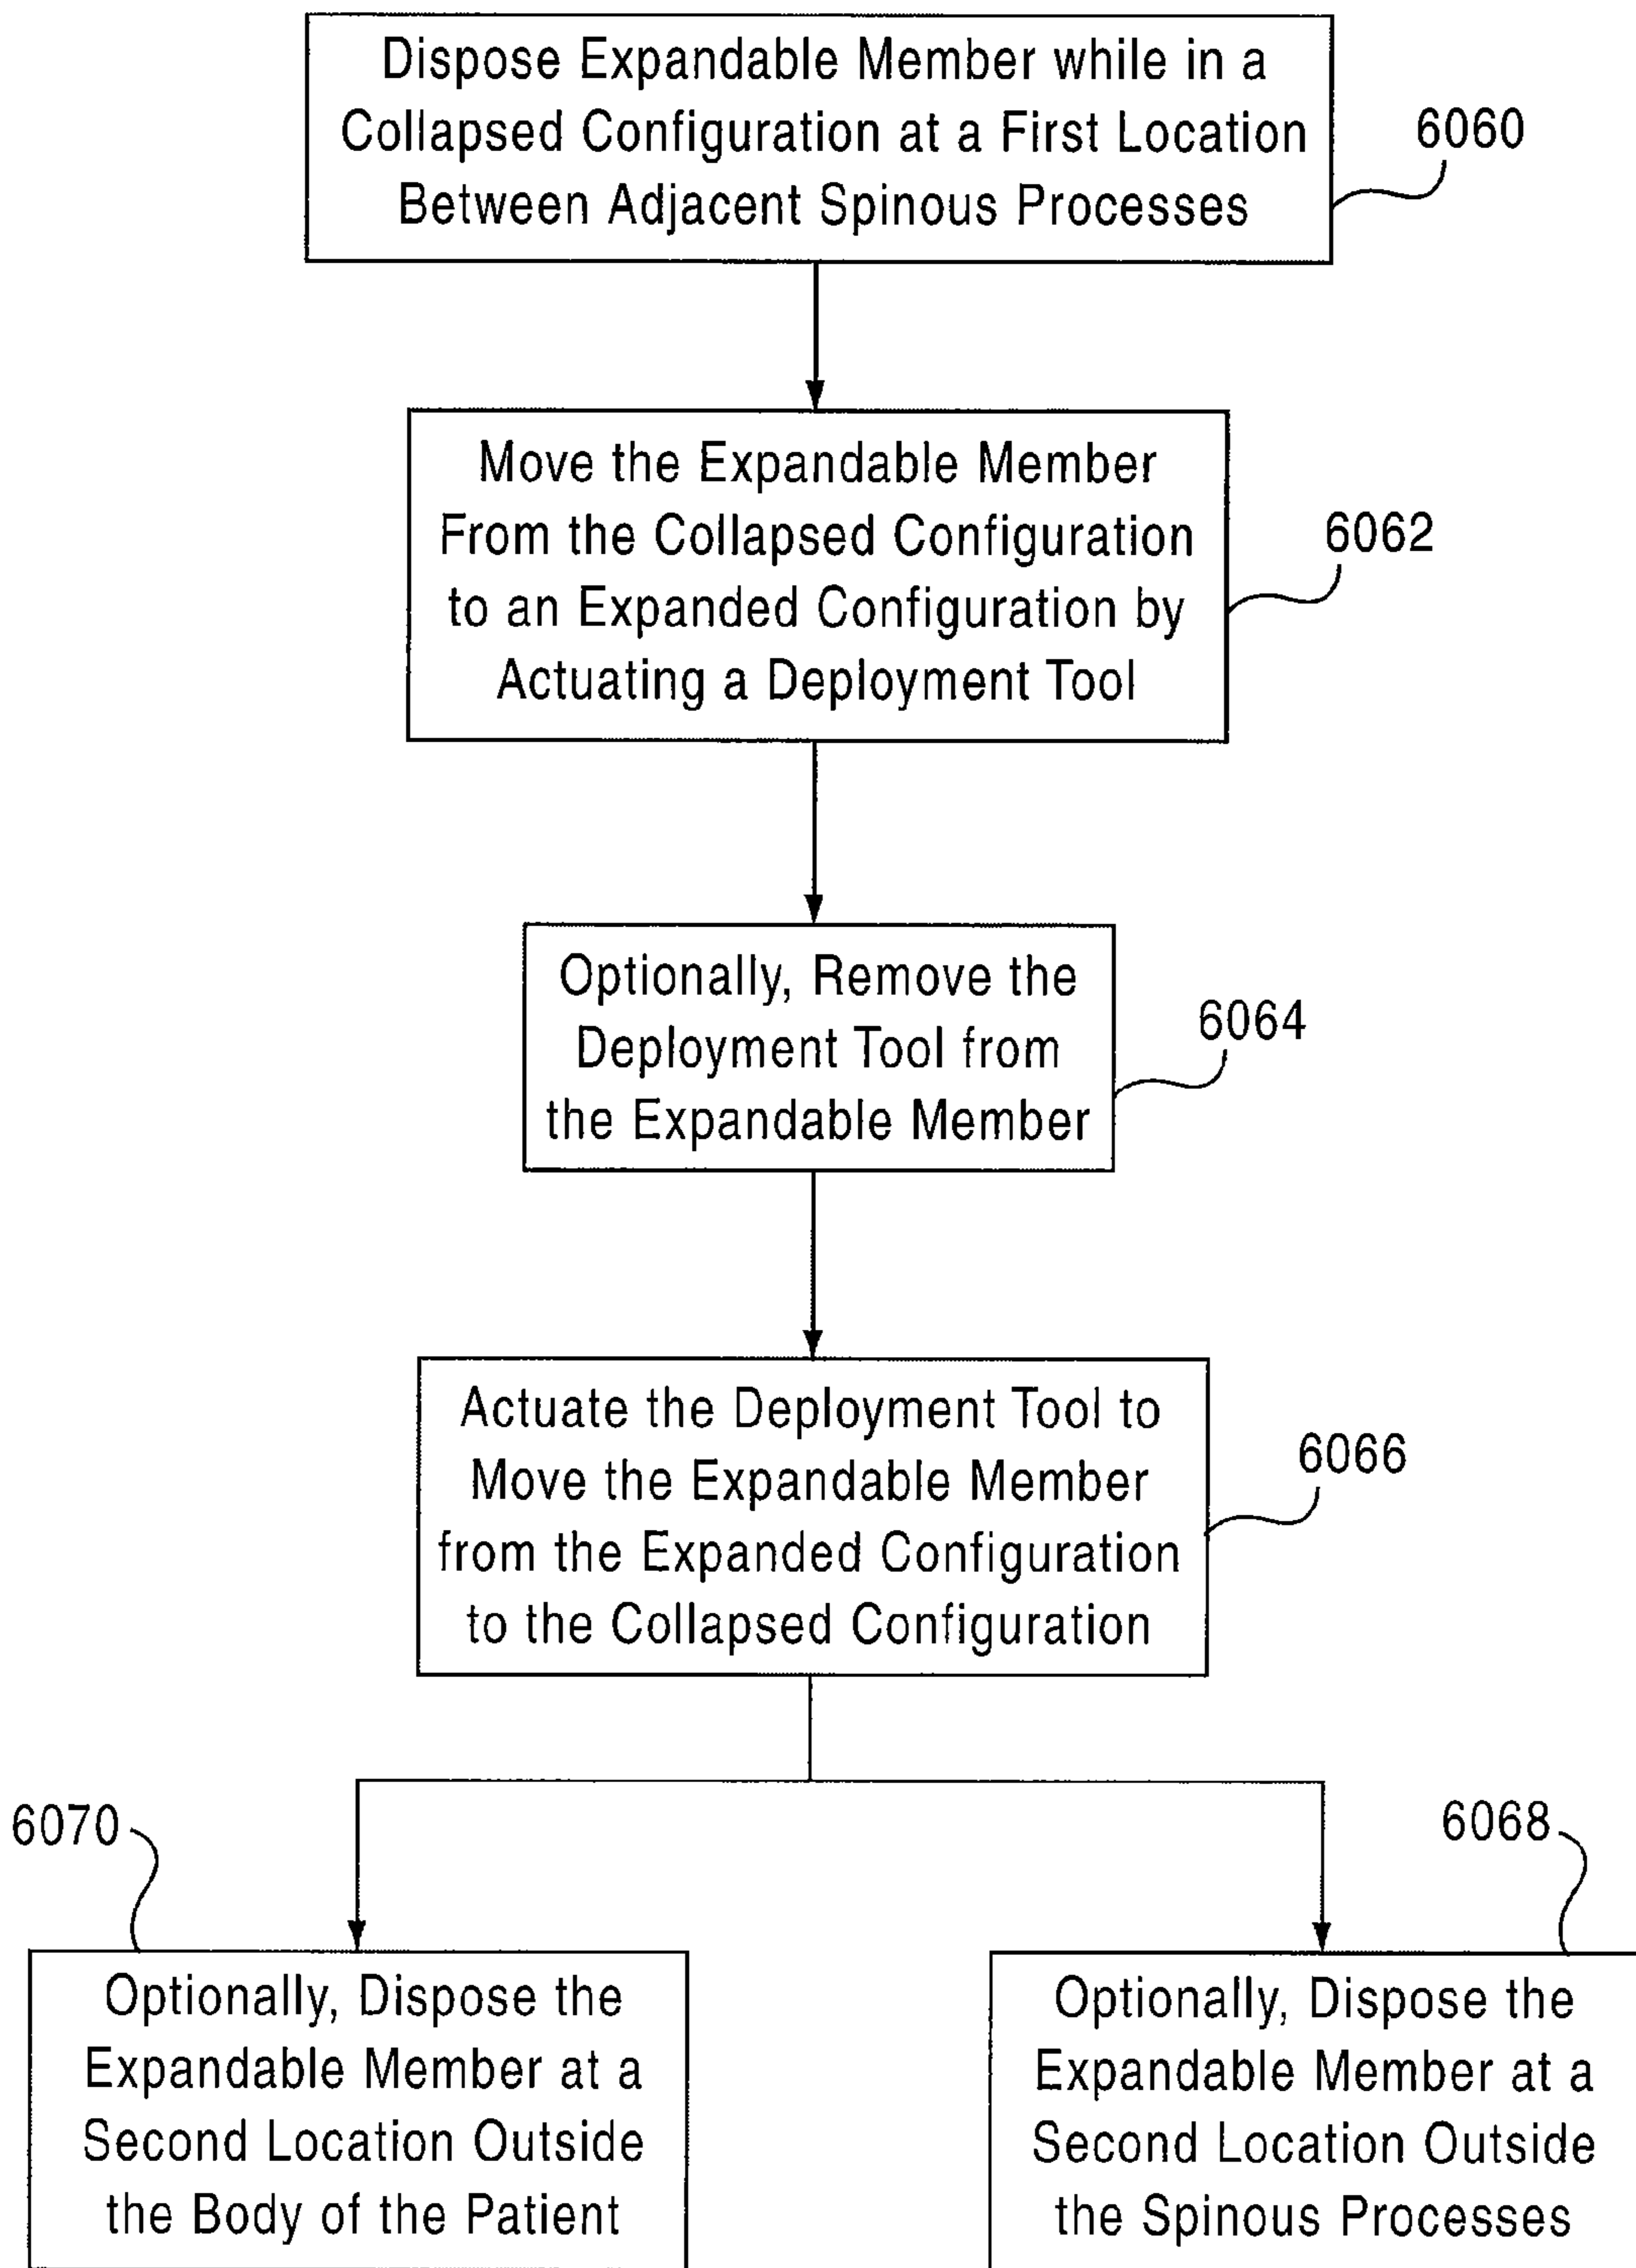 Dispose Expandable Member while in a
Collapsed Configuration at a First Location
Between Adjacent Spinous Processes
6060
Move the Expandable Member
From the Collapsed Configuration
to an Expanded Configuration by
Actuating a Deployment Tool
6062
Optionally, Remove the
Deployment Tool from
the Expandable Member
6064
Actuate the Deployment Tool to
Move the Expandable Member
from the Expanded Configuration
to the Collapsed Configuration
6066
6070
Optionally, Dispose the
Expandable Member at a
Second Location Outside
the Body of the Patient
6068
Optionally, Dispose the
Expandable Member at a
Second Location Outside
the Spinous Processes